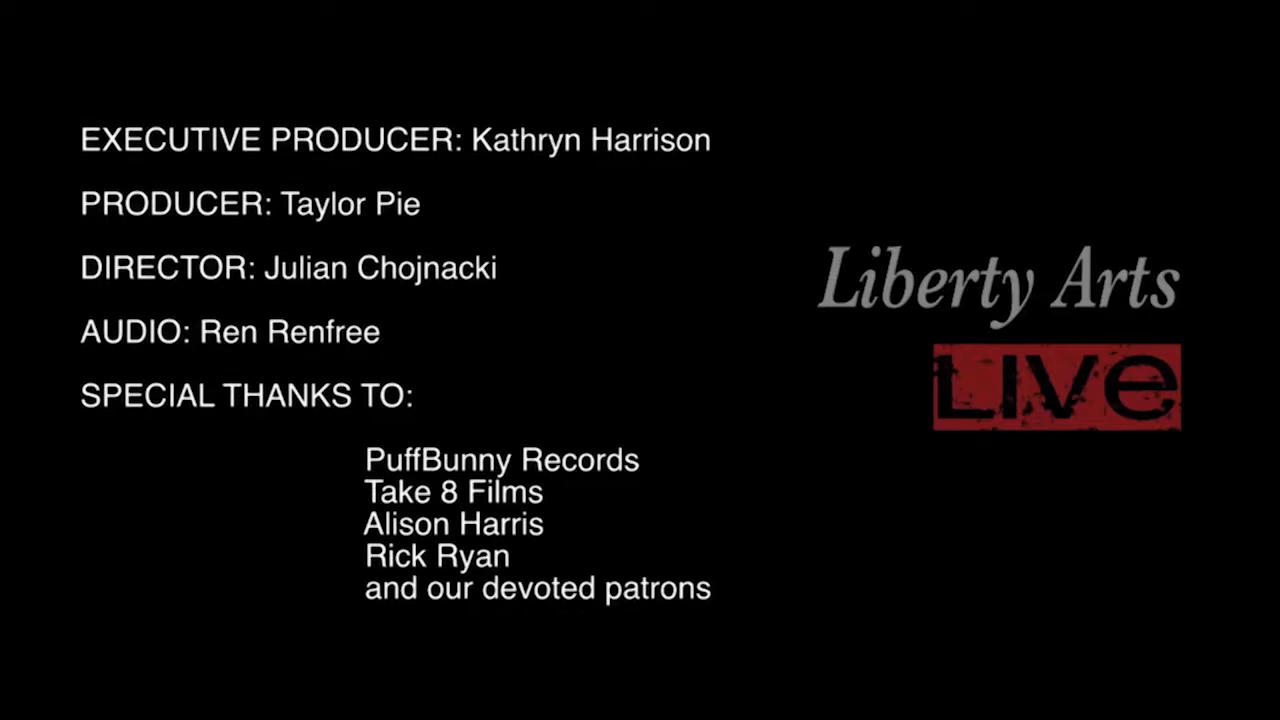 EXECUTIVE PRODUCER: Kathryn Harrison
PRODUCER: Taylor Pie
DIRECTOR: Julian Chojnacki
AUDIO: Ren Renfree
SPECIAL THANKS TO:
PuffBunny Records
Take 8 Films
Alison Harris
Rick Ryan
and our devoted patrons
Liberty Arts
LIVe